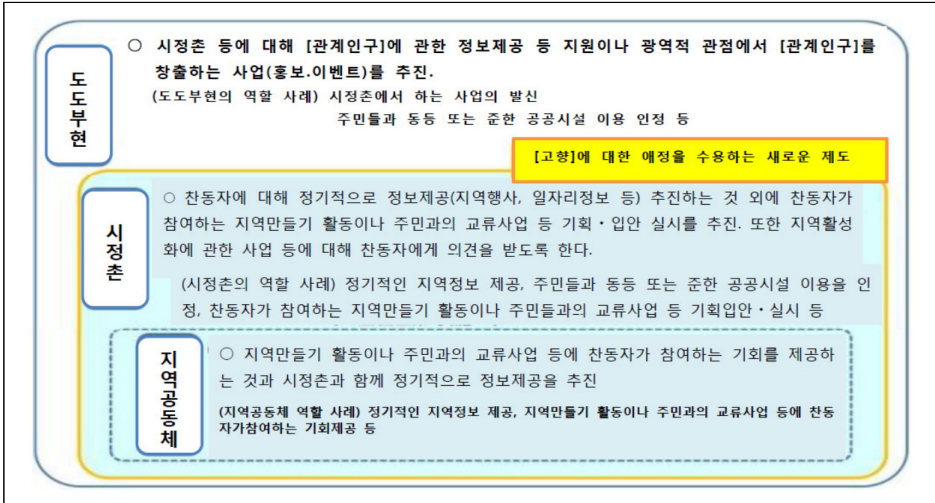 도도부현
○ 시정촌 등에 대해 [관계인구]에 관한 정보제공 등 지원이나 광역적 관점에서 [관계인구]를
창출하는 사업(홍보.이벤트)를 추진.
(도도부현의 역할 사례) 시정촌에서 하는 사업의 발신
주민들과 동등 또는 준한 공공시설 이용 인정 등
[고향]에 대한 애정을 수용하는 새로운 제도
시정촌
○ 찬동자에 대해 정기적으로 정보제공(지역행사, 일자리정보 등) 추진하는 것 외에 찬동자가
참여하는 지역만들기 활동이나 주민과의 교류사업 등 기획・입안 실시를 추진. 또한 지역활성
화에 관한 사업 등에 대해 찬동자에게 의견을 받도록 한다.
(시정촌의 역할 사례) 정기적인 지역정보 제공, 주민들과 동등 또는 준한 공공시설 이용을 인
정, 찬동자가 참여하는 지역만들기 활동이나 주민들과의 교류사업 등 기획입안・실시 등
지역공동체
○ 지역만들기 활동이나 주민과의 교류사업 등에 찬동자가 참여하는 기회를 제공하
는 것과 시정촌과 함께 정기적으로 정보제공을 추진
(지역공동체 역할 사례) 정기적인 지역정보 제공, 지역만들기 활동이나 주민과의 교류사업 등에 찬동
자가참여하는 기회제공 등